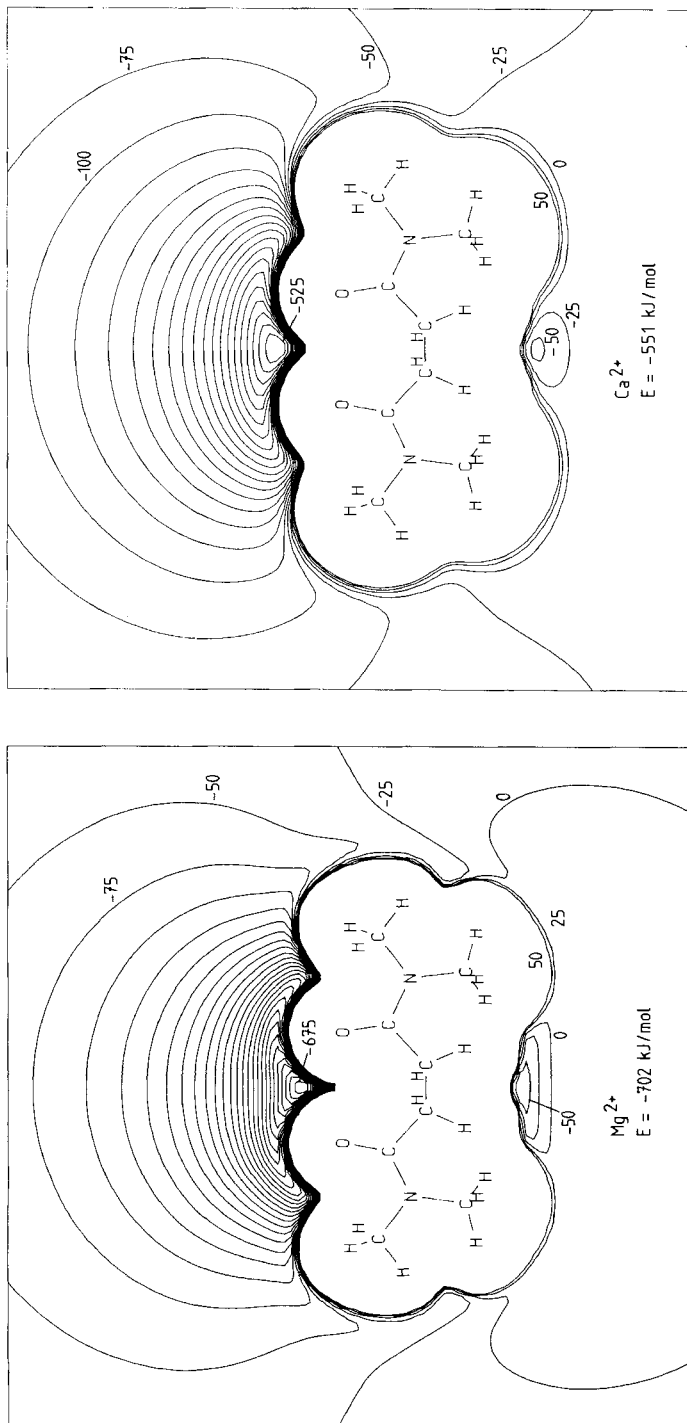 -75
-50
-675
-25
O O
H H
H C C C C H
H N H H N H
C C
H H
H C H H C H
H H
0
25
50
0
-50
Mg2+
E = -702 kJ/mol
-75
-100
-50
-25
-525
O O
H H
H C C C C H
H N H H N H
C C
H H
H C H H C H
H H
0
50
-25
-50
Ca2+
E = -551 kJ/mol